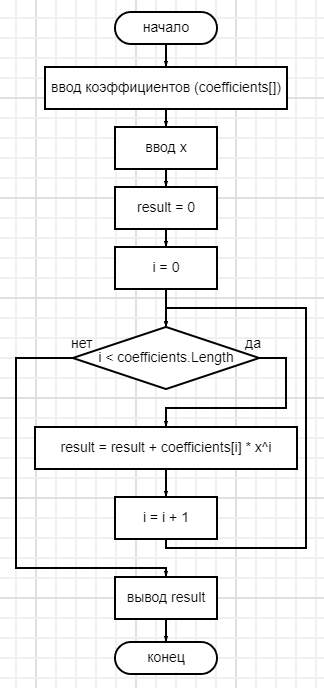 начало
ввод коэффициентов (coefficients[])
ввод x
result = 0
i = 0
нет
да
i < coefficients.Length
result = result + coefficients[i] * x^i
i = i + 1
вывод result
конец